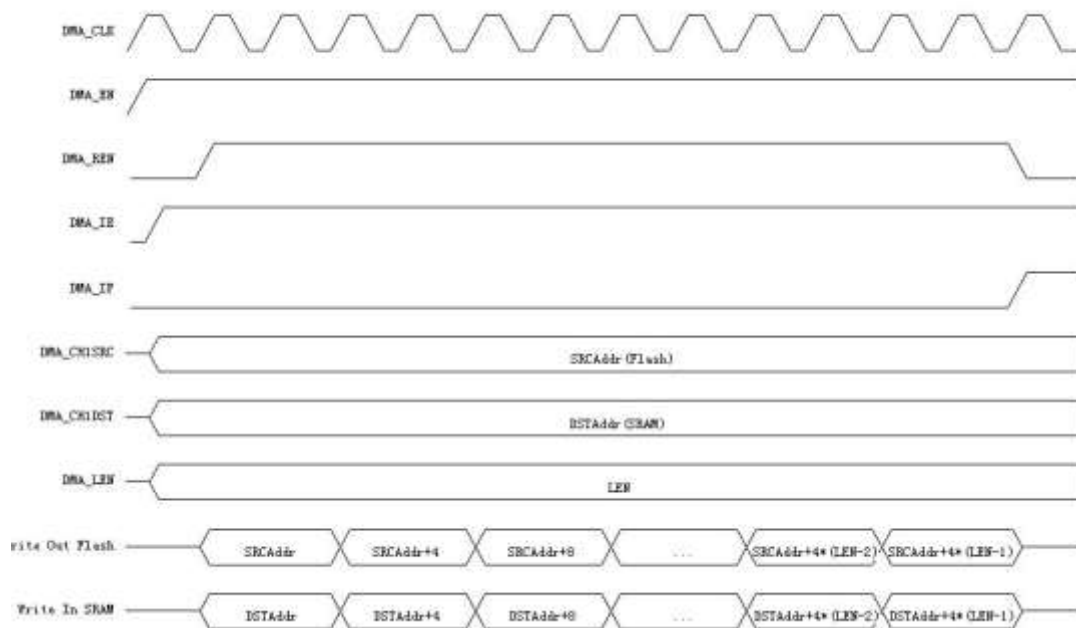 DMA_CLK
DMA_EN
DMA_REN
DMA_IE
DMA_IF
DMA_CH1SRC SRCAddr(Flash)
DMA_CH1DST DSTAddr(SRAM)
DMA_LEN LEN
rite Out Flash SRCAddr SRCAddr+4 SRCAddr+8 ... SRCAddr+4*(LEN-2) SRCAddr+4*(LEN-1)
Write In SRAM DSTAddr DSTAddr+4 DSTAddr+8 ... DSTAddr+4*(LEN-2) DSTAddr+4*(LEN-1)